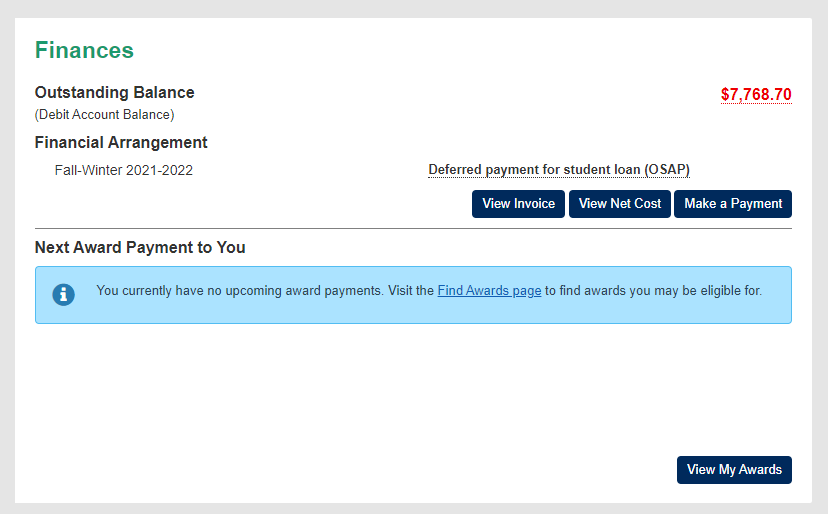 Finances
Outstanding Balance
$7,768.70
(Debit Account Balance)
Financial Arrangement
Fall-Winter 2021-2022
Deferred payment for student loan (OSAP)
View Invoice
View Net Cost
Make a Payment
Next Award Payment to You
You currently have no upcoming award payments. Visit the Find Awards page to find awards you may be eligible for.
View My Awards